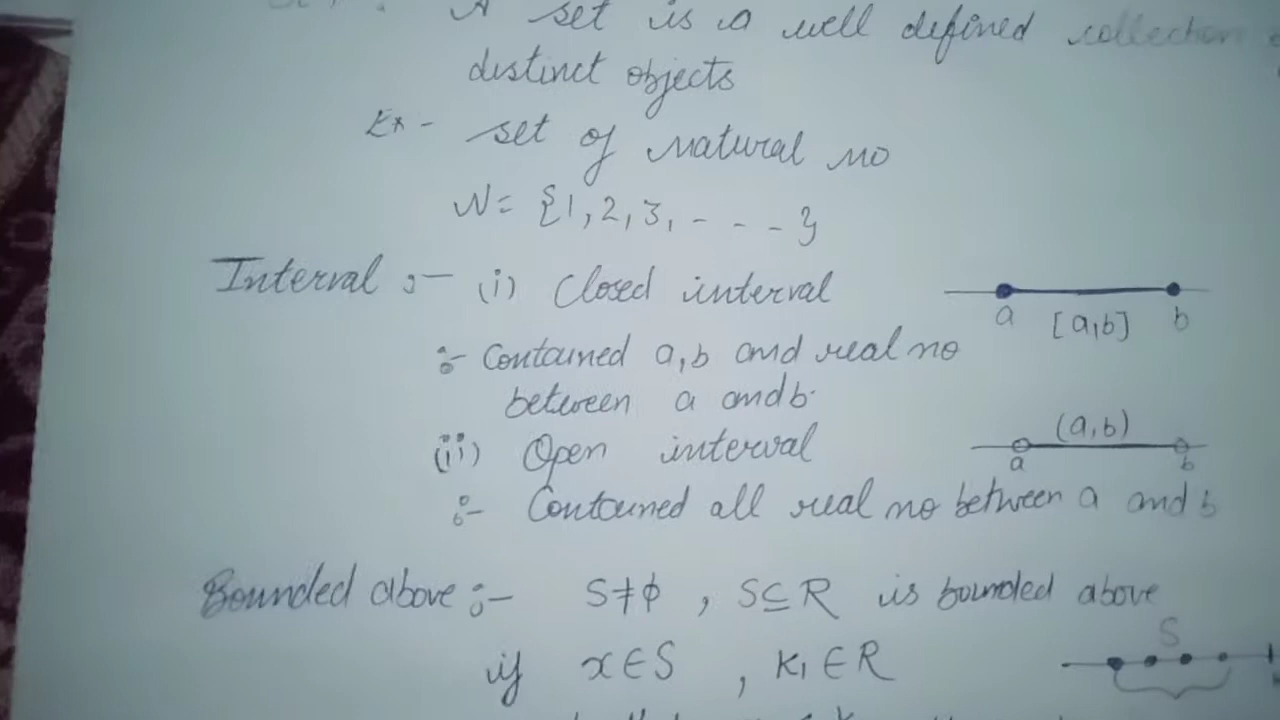 A set is a well defined collection
distinct objects
Ex - set of natural no
N = {1, 2, 3, - - - }
Interval :- (i) Closed interval
a [a,b] b
:- Contained a,b and real no
between a and b.
(ii) Open interval
(a,b)
a b
:- Contained all real no between a and b
Bounded above :- S≠ϕ , S⊆R is bounded above
S
if x∈S , K₁∈R